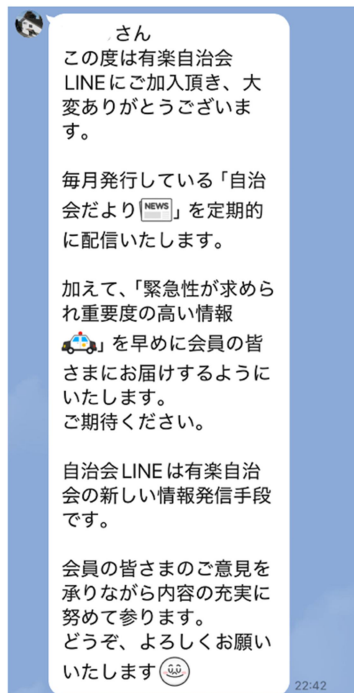 さん
この度は有楽自治会
LINEにご加入頂き、大
変ありがとうございま
す。
毎月発行している「自治
会だより NEWS」を定期的
に配信いたします。
加えて、「緊急性が求めら
れ重要度の高い情報
」を早めに会員の皆
さまにお届けするように
いたします。
ご期待ください。
自治会LINEは有楽自治
会の新しい情報発信手段
です。
会員の皆さまのご意見を
承りながら内容の充実に
努めて参ります。
どうぞ、よろしくお願い
いたします
22:42